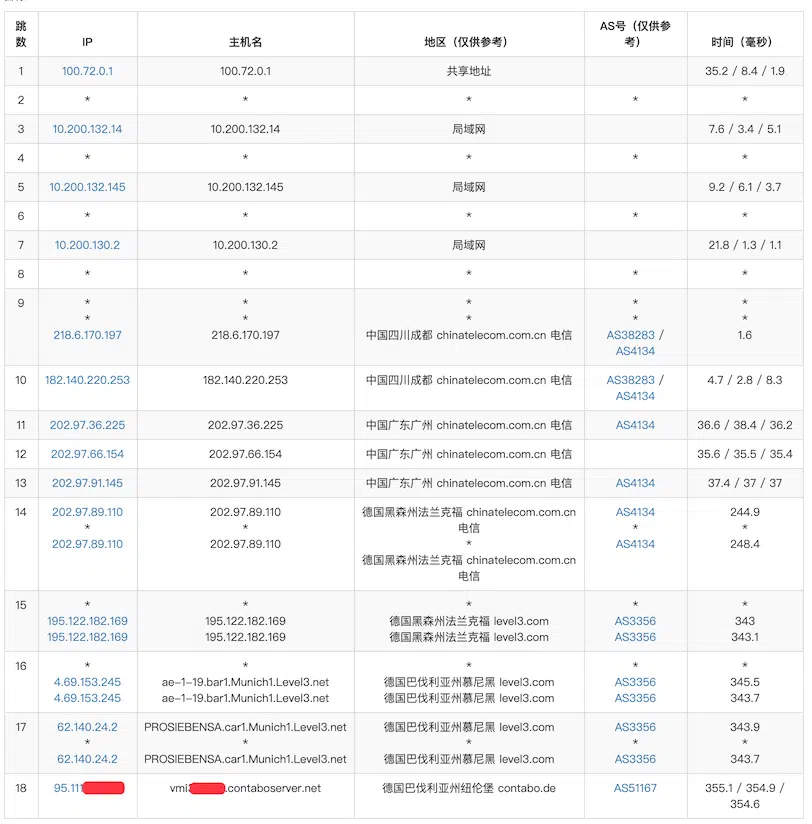 跳数 IP 主机名 地区（仅供参考） AS号（仅供参考） 时间（毫秒）
1 100.72.0.1 100.72.0.1 共享地址 35.2 / 8.4 / 1.9
2 * * * * *
3 10.200.132.14 10.200.132.14 局域网 7.6 / 3.4 / 5.1
4 * * * * *
5 10.200.132.145 10.200.132.145 局域网 9.2 / 6.1 / 3.7
6 * * * * *
7 10.200.130.2 10.200.130.2 局域网 21.8 / 1.3 / 1.1
8 * * * * *
9 * * * * *
* * * * *
218.6.170.197 218.6.170.197 中国四川成都 chinatelecom.com.cn 电信 AS38283 / 1.6
AS4134
10 182.140.220.253 182.140.220.253 中国四川成都 chinatelecom.com.cn 电信 AS38283 / 4.7 / 2.8 / 8.3
AS4134
11 202.97.36.225 202.97.36.225 中国广东广州 chinatelecom.com.cn 电信 AS4134 36.6 / 38.4 / 36.2
12 202.97.66.154 202.97.66.154 中国广东广州 chinatelecom.com.cn 电信 35.6 / 35.5 / 35.4
13 202.97.91.145 202.97.91.145 中国广东广州 chinatelecom.com.cn 电信 AS4134 37.4 / 37 / 37
14 202.97.89.110 202.97.89.110 德国黑森州法兰克福 chinatelecom.com.cn AS4134 244.9
* * 电信 * *
202.97.89.110 202.97.89.110 * AS4134 248.4
德国黑森州法兰克福 chinatelecom.com.cn
电信
15 * * * * *
195.122.182.169 195.122.182.169 德国黑森州法兰克福 level3.com AS3356 343
195.122.182.169 195.122.182.169 德国黑森州法兰克福 level3.com AS3356 343.1
16 * * * * *
4.69.153.245 ae-1-19.bar1.Munich1.Level3.net 德国巴伐利亚州慕尼黑 level3.com AS3356 345.5
4.69.153.245 ae-1-19.bar1.Munich1.Level3.net 德国巴伐利亚州慕尼黑 level3.com AS3356 343.7
17 62.140.24.2 PROSIEBENSA.car1.Munich1.Level3.net 德国巴伐利亚州慕尼黑 level3.com AS3356 343.9
* * * * *
62.140.24.2 PROSIEBENSA.car1.Munich1.Level3.net 德国巴伐利亚州慕尼黑 level3.com AS3356 343.7
18 95.111 .contaboserver.net 德国巴伐利亚州纽伦堡 contabo.de AS51167 355.1 / 354.9 /
354.6